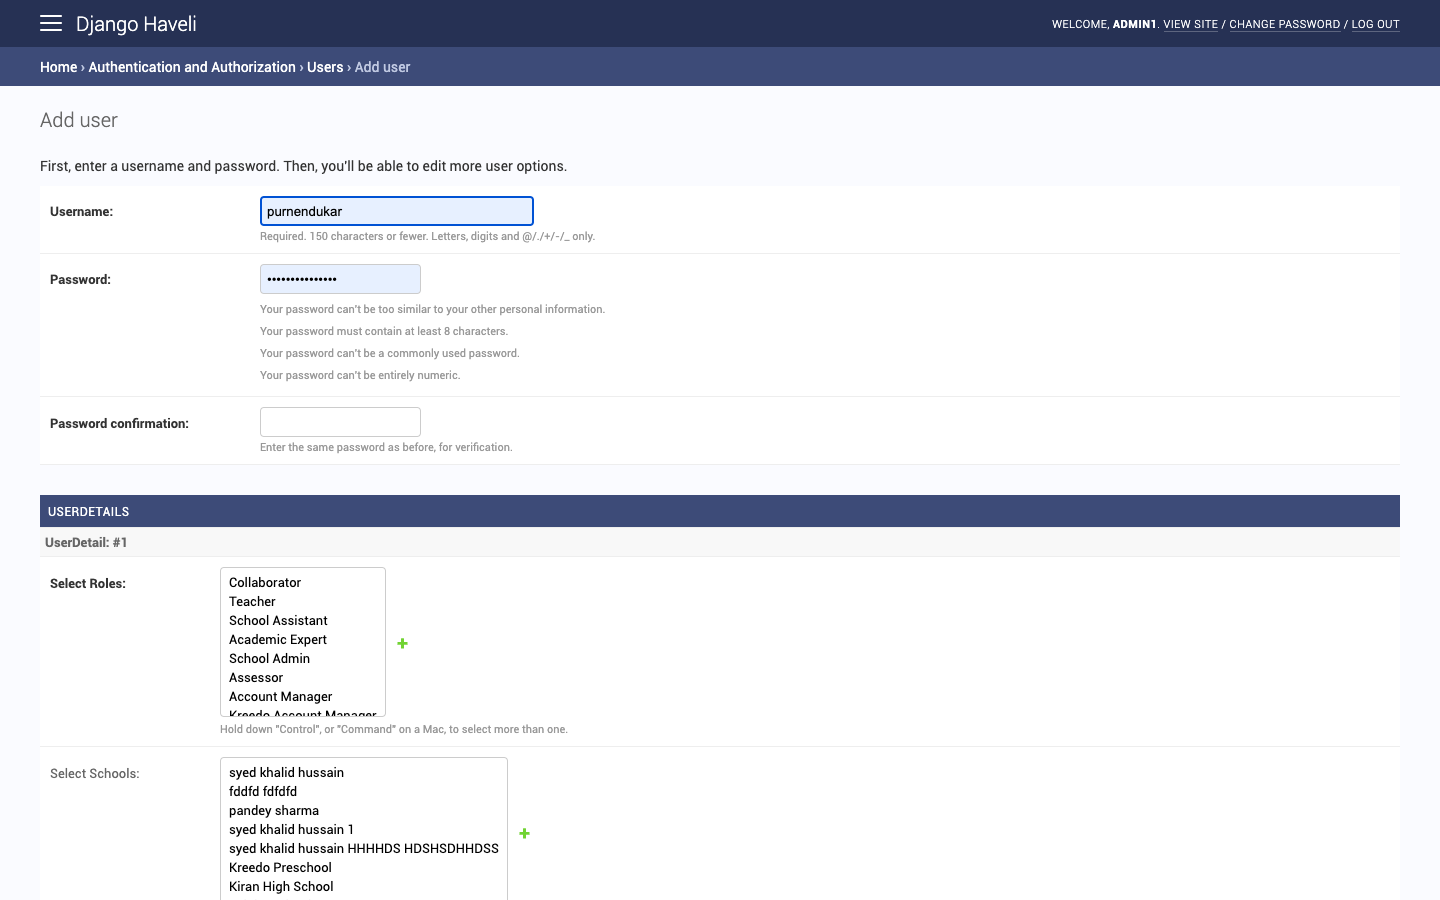 Django Haveli
WELCOME, ADMIN1. VIEW SITE / CHANGE PASSWORD / LOG OUT
Home › Authentication and Authorization › Users › Add user
Add user
First, enter a username and password. Then, you'll be able to edit more user options.
Username:
purnendukar
Required. 150 characters or fewer. Letters, digits and @/./+/-/_ only.
Password:
•••••••••••••••
Your password can't be too similar to your other personal information.
Your password must contain at least 8 characters.
Your password can't be a commonly used password.
Your password can't be entirely numeric.
Password confirmation:
Enter the same password as before, for verification.
USERDETAILS
UserDetail: #1
Select Roles:
Collaborator
Teacher
School Assistant
Academic Expert
School Admin
Assessor
Account Manager
Kreedo Account Manager
Hold down "Control", or "Command" on a Mac, to select more than one.
Select Schools:
syed khalid hussain
fddfd fdfdfd
pandey sharma
syed khalid hussain 1
syed khalid hussain HHHHDS HDSHSDHHDSS
Kreedo Preschool
Kiran High School